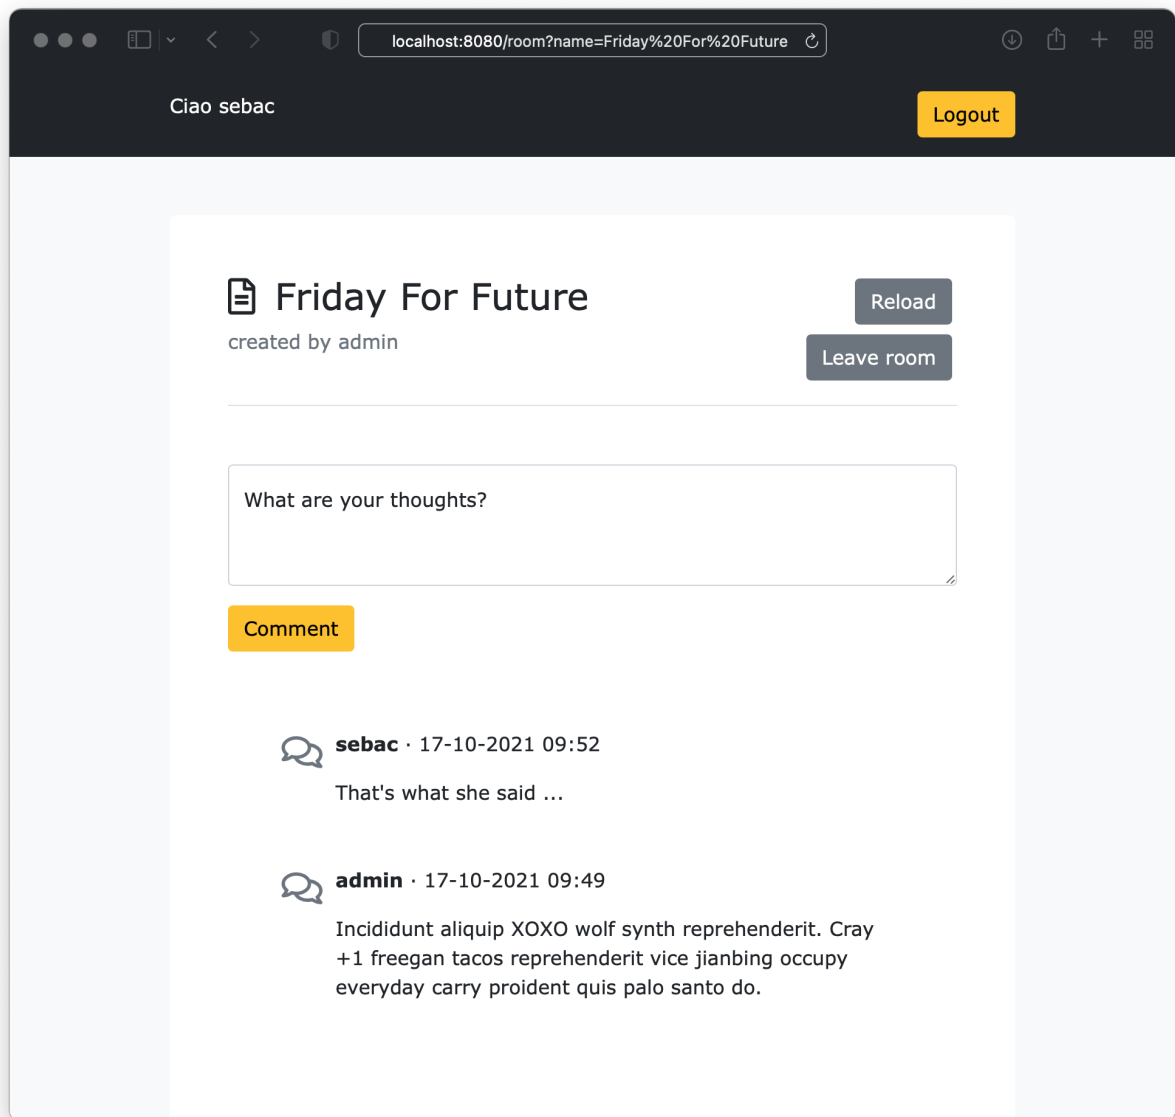 localhost:8080/room?name=Friday%20For%20Future
Ciao sebac
Logout
Friday For Future
Reload
created by admin
Leave room
What are your thoughts?
Comment
sebac · 17-10-2021 09:52
That's what she said ...
admin · 17-10-2021 09:49
Incididunt aliquip XOXO wolf synth reprehenderit. Cray
+1 freegan tacos reprehenderit vice jianbing occupy
everyday carry proident quis palo santo do.